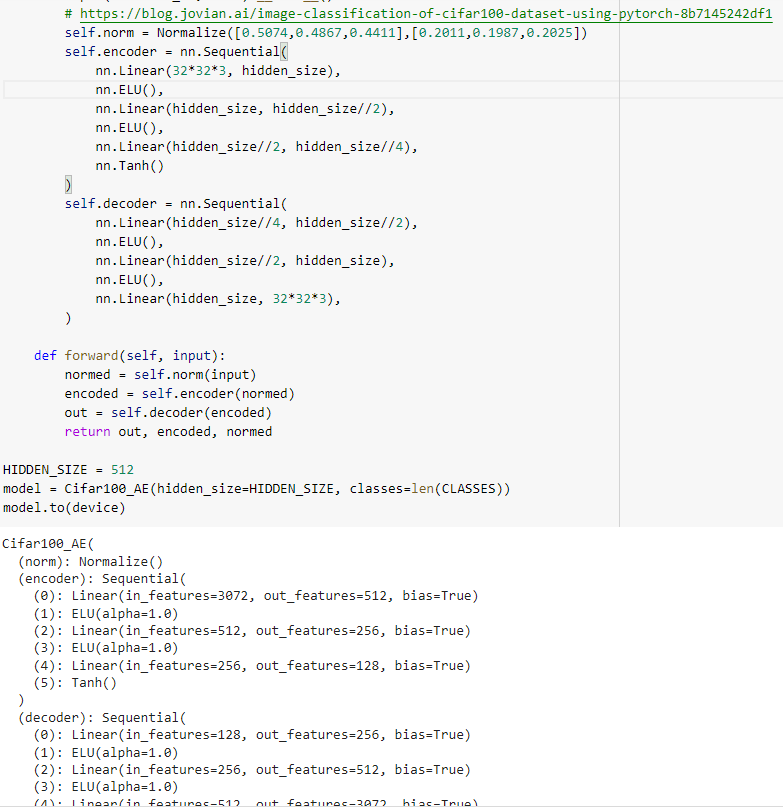 # https://blog.jovian.ai/image-classification-of-cifar100-dataset-using-pytorch-8b7145242df1
self.norm = Normalize([0.5074,0.4867,0.4411],[0.2011,0.1987,0.2025])
self.encoder = nn.Sequential(
nn.Linear(32*32*3, hidden_size),
nn.ELU(),
nn.Linear(hidden_size, hidden_size//2),
nn.ELU(),
nn.Linear(hidden_size//2, hidden_size//4),
nn.Tanh()
)
self.decoder = nn.Sequential(
nn.Linear(hidden_size//4, hidden_size//2),
nn.ELU(),
nn.Linear(hidden_size//2, hidden_size),
nn.ELU(),
nn.Linear(hidden_size, 32*32*3),
)
def forward(self, input):
normed = self.norm(input)
encoded = self.encoder(normed)
out = self.decoder(encoded)
return out, encoded, normed
HIDDEN_SIZE = 512
model = Cifar100_AE(hidden_size=HIDDEN_SIZE, classes=len(CLASSES))
model.to(device)
Cifar100_AE(
(norm): Normalize()
(encoder): Sequential(
(0): Linear(in_features=3072, out_features=512, bias=True)
(1): ELU(alpha=1.0)
(2): Linear(in_features=512, out_features=256, bias=True)
(3): ELU(alpha=1.0)
(4): Linear(in_features=256, out_features=128, bias=True)
(5): Tanh()
)
(decoder): Sequential(
(0): Linear(in_features=128, out_features=256, bias=True)
(1): ELU(alpha=1.0)
(2): Linear(in_features=256, out_features=512, bias=True)
(3): ELU(alpha=1.0)
(4): Linear(in_features=512, out_features=3072, bias=True)